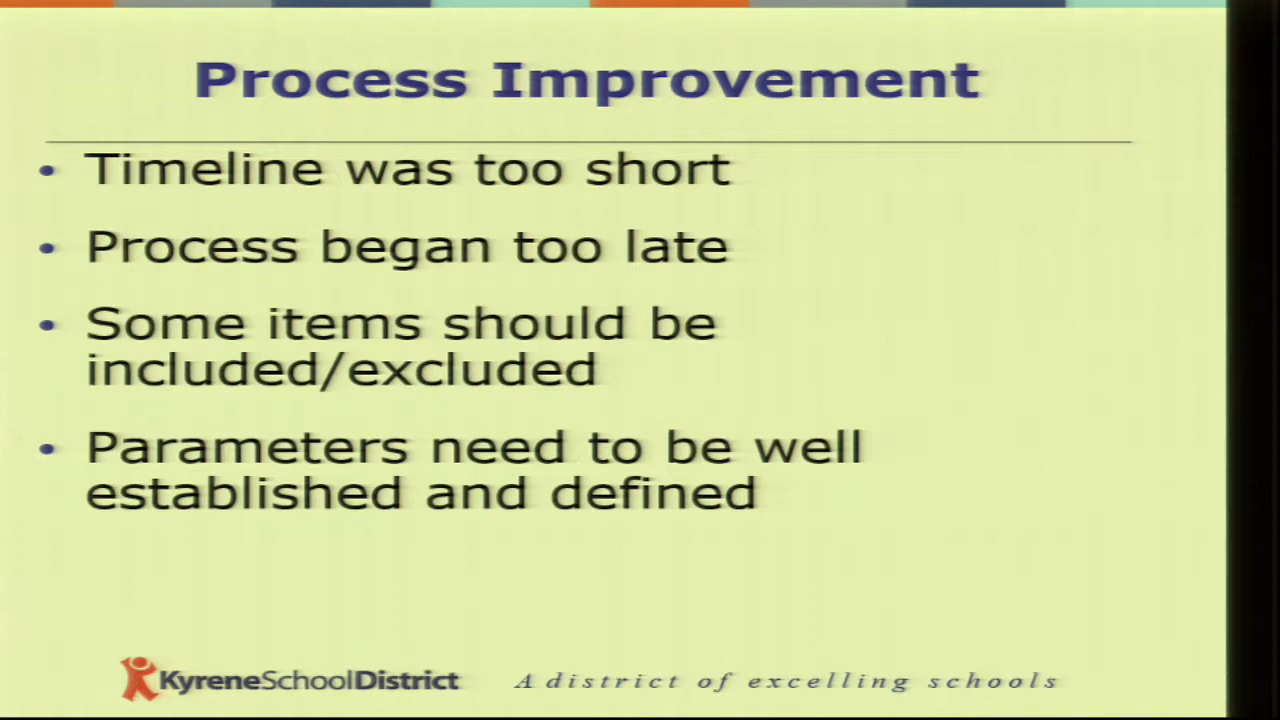 Process Improvement
• Timeline was too short
• Process began too late
• Some items should be
included/excluded
• Parameters need to be well
established and defined
KyreneSchoolDistrict
A district of excelling schools